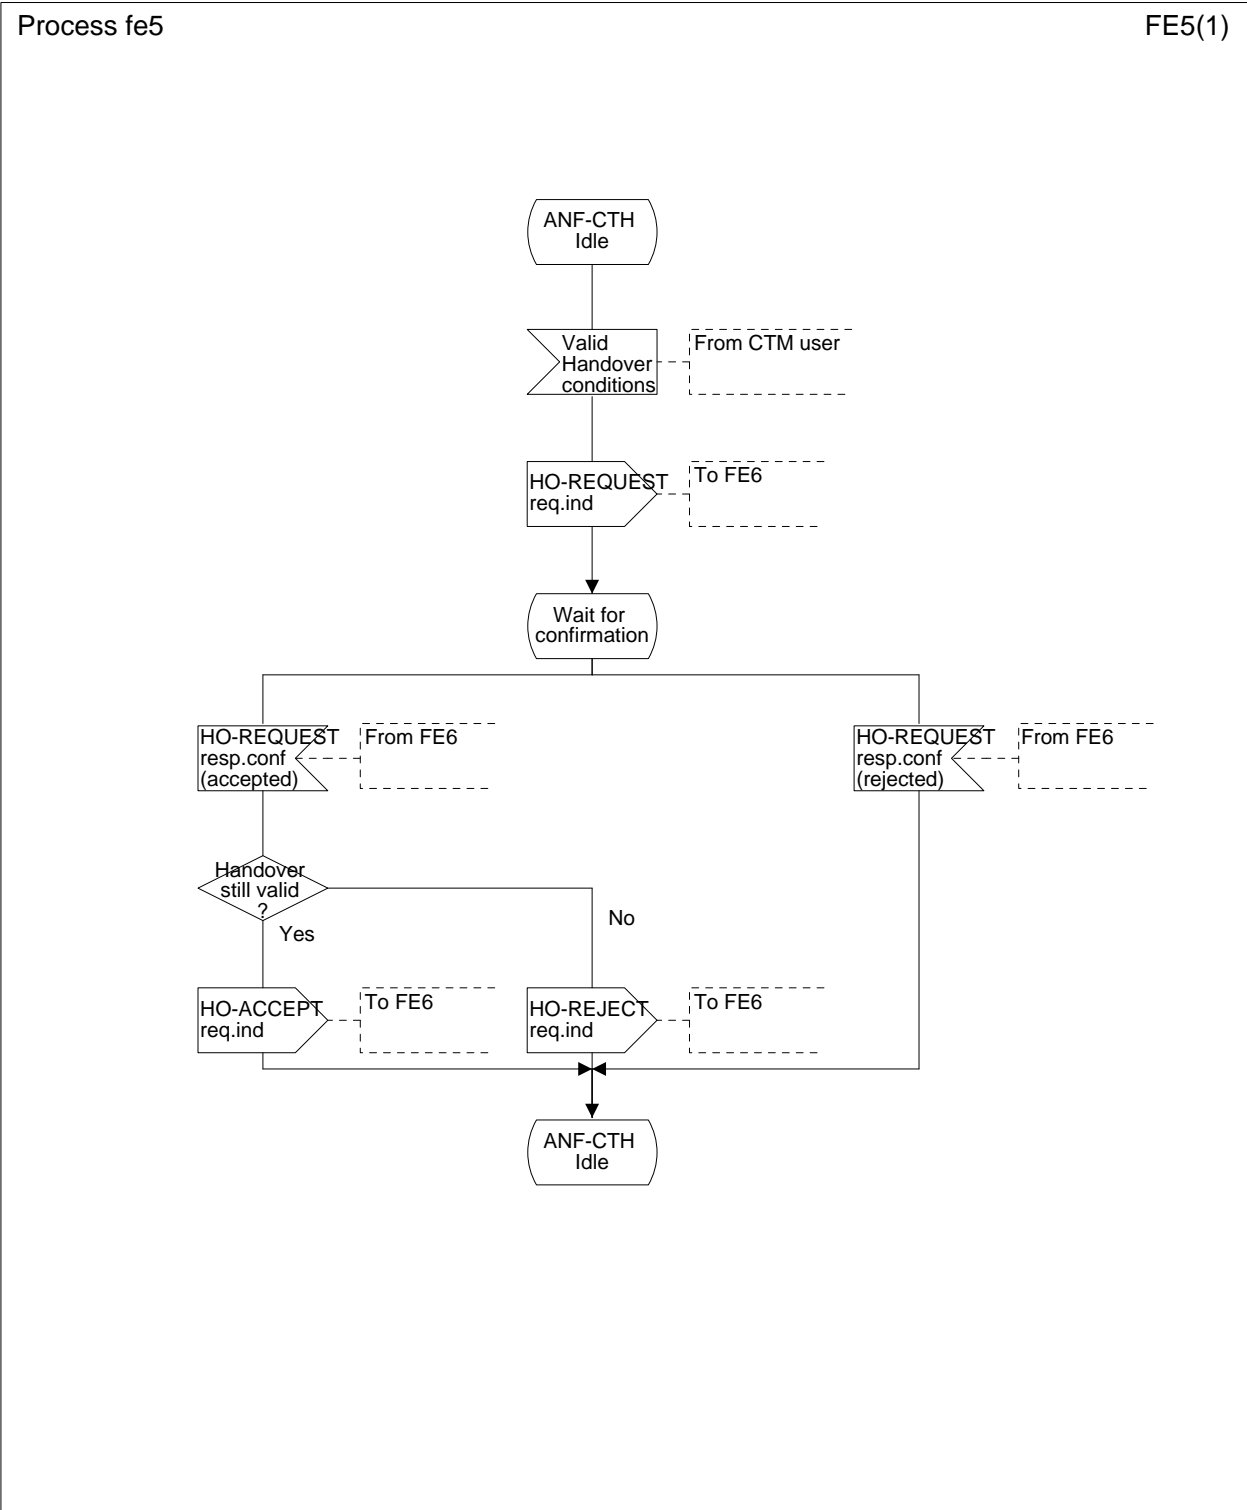 Process fe5
FE5(1)
ANF-CTH
Idle
Valid
Handover
conditions
From CTM user
HO-REQUEST
req.ind
To FE6
Wait for
confirmation
HO-REQUEST
resp.conf
(accepted)
From FE6
HO-REQUEST
resp.conf
(rejected)
From FE6
Handover
still valid
?
Yes
No
HO-ACCEPT
req.ind
To FE6
HO-REJECT
req.ind
To FE6
ANF-CTH
Idle